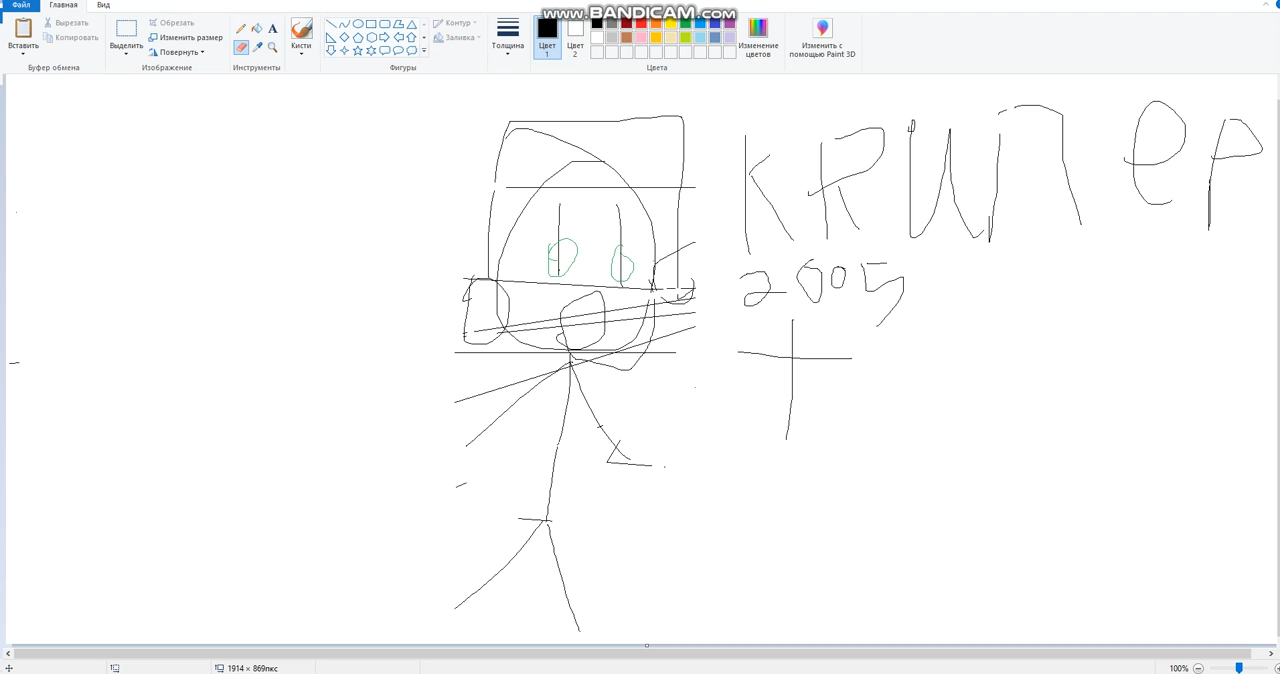 www.BANDICAM.com
Файл Главная Вид
Вставить
Вырезать
Копировать
Буфер обмена
Выделить
Обрезать
Изменить размер
Повернуть
Изображение
Инструменты
Кисти
Контур
Заливка
Фигуры
Толщина
Цвет 1
Цвет 2
Изменение цветов
Цвета
Изменить с помощью Paint 3D
КRИП ер
2005
1914 × 869пкс
100%